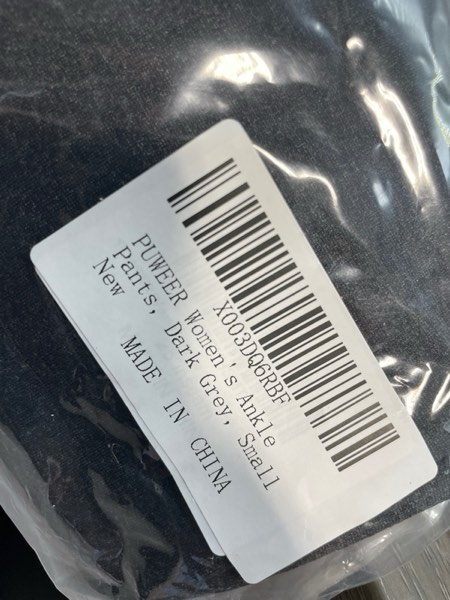 X003DQ6RBF
PUWEER Women's Ankle
Pants, Dark Grey, Small
New
MADE IN CHINA